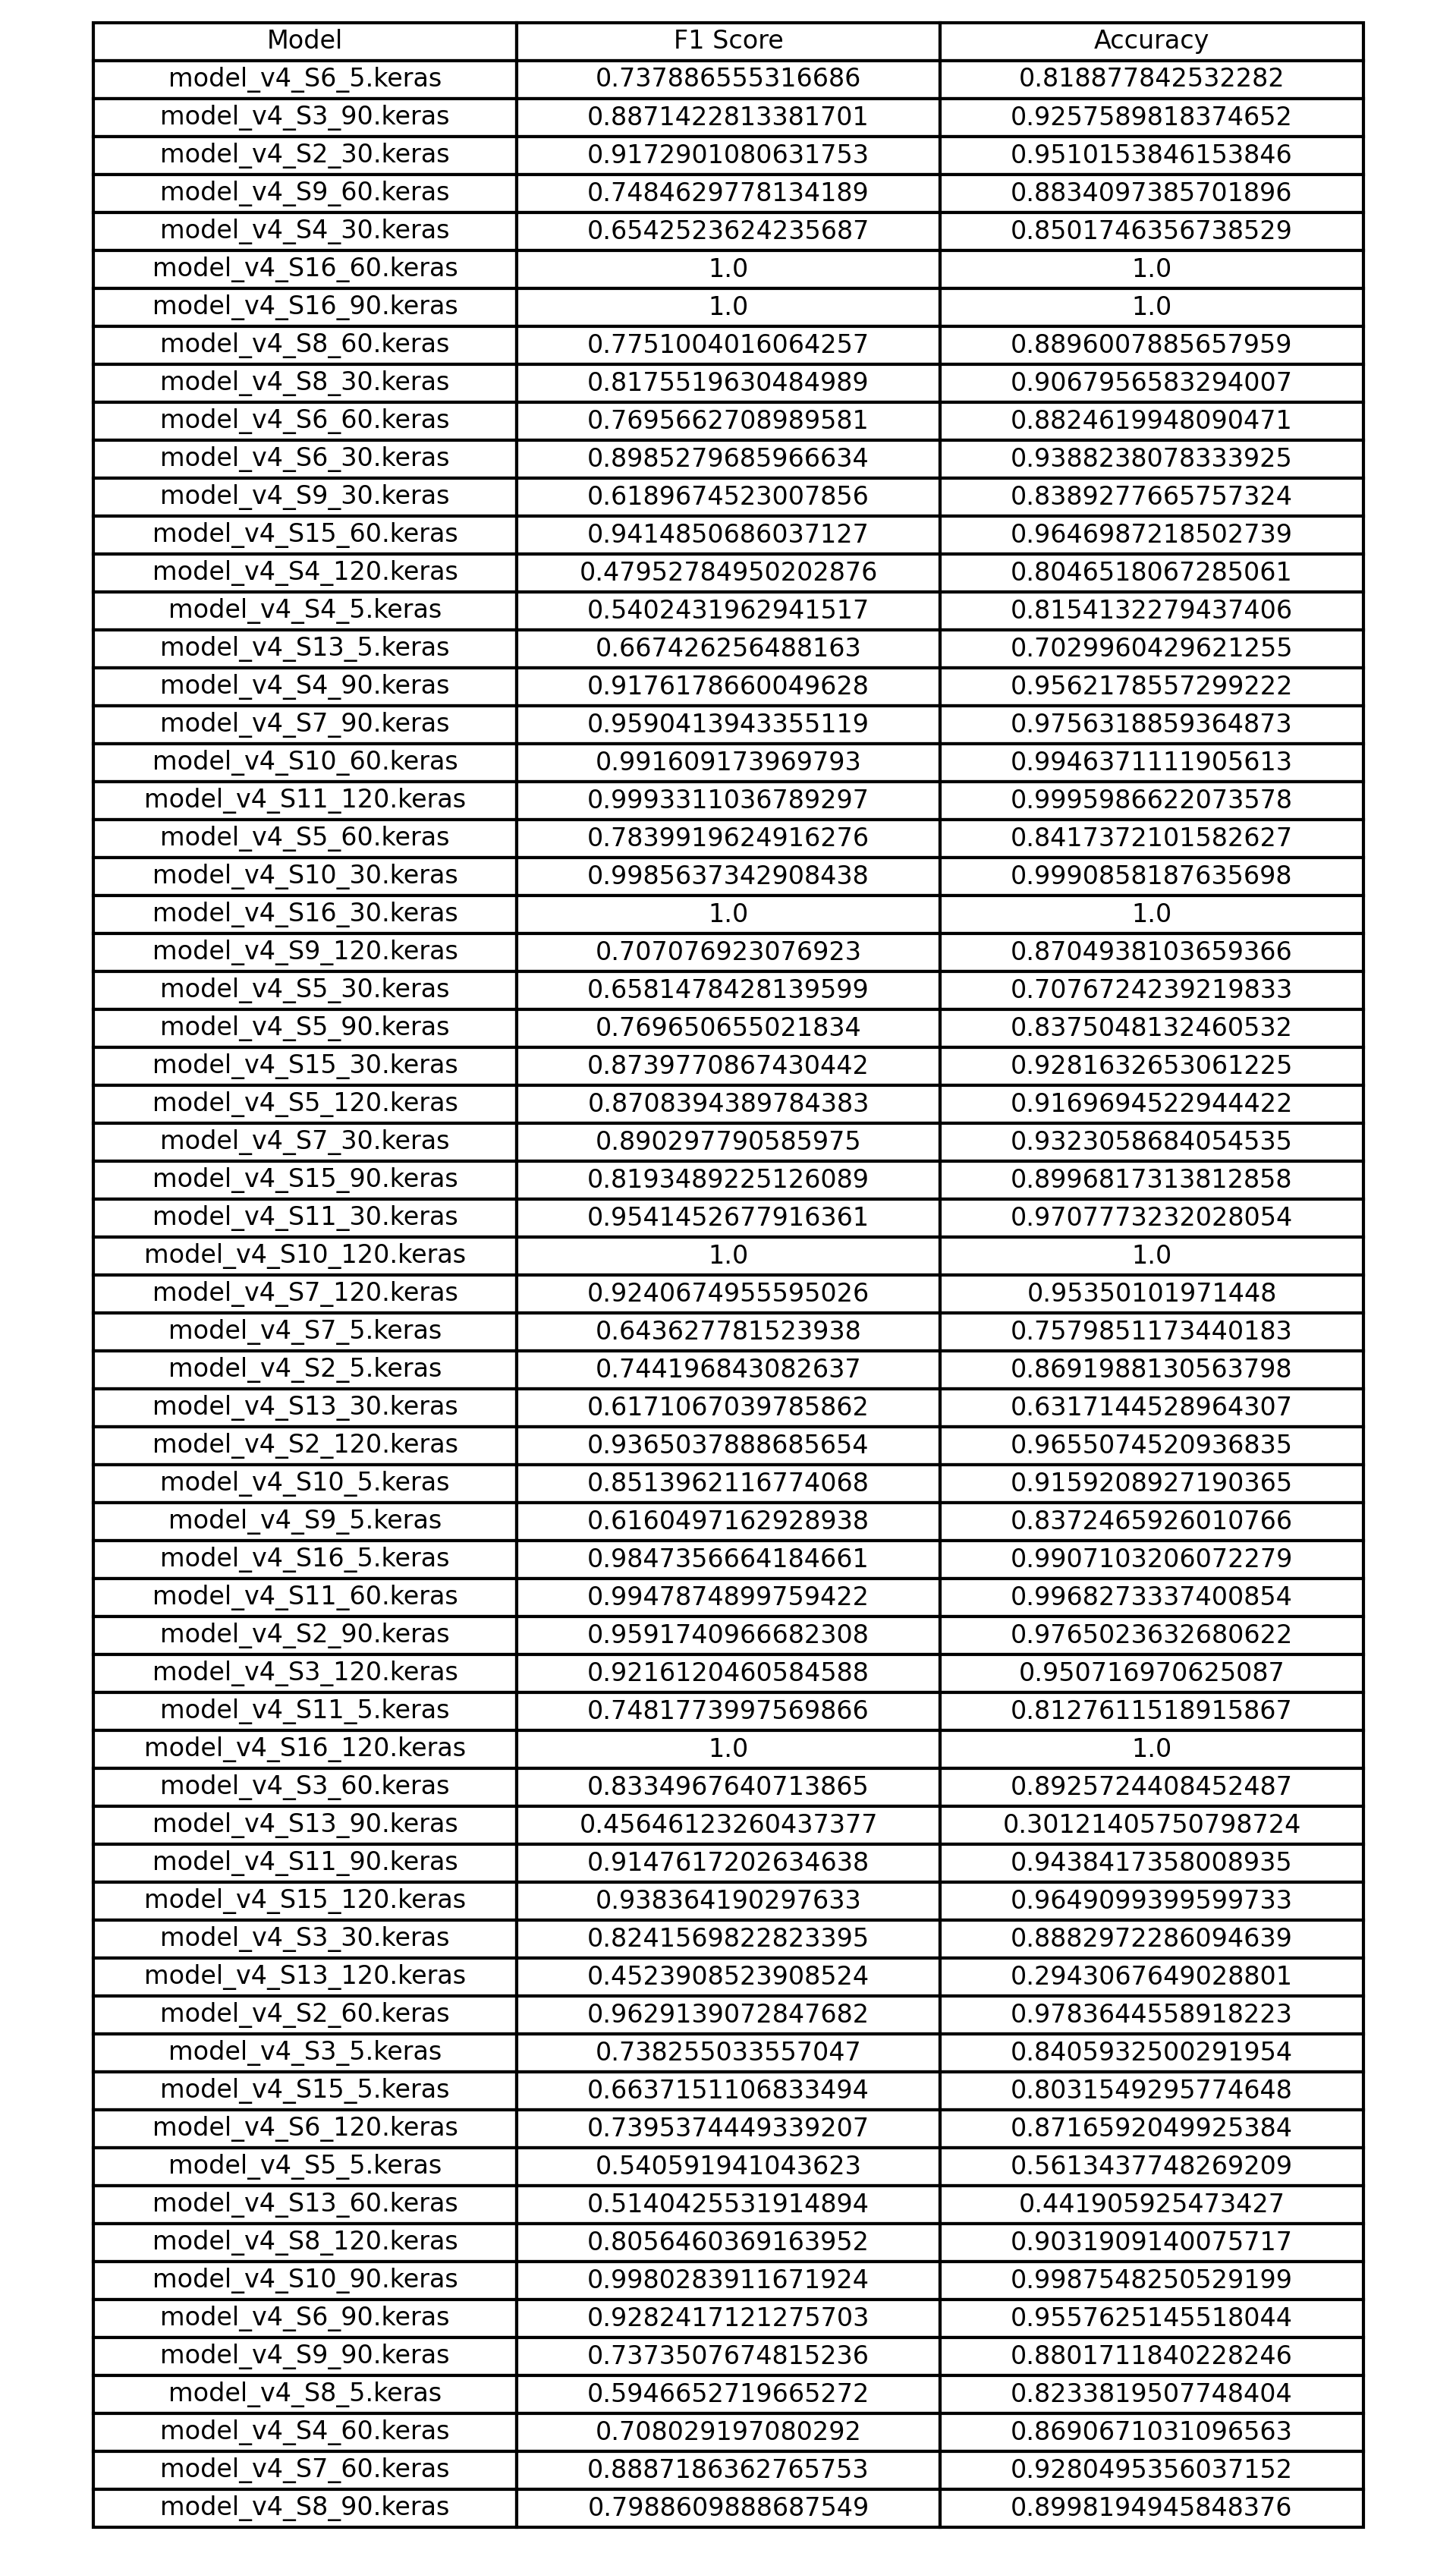 Model F1 Score Accuracy
model_v4_S6_5.keras 0.737886555316686 0.818877842532282
model_v4_S3_90.keras 0.8871422813381701 0.9257589818374652
model_v4_S2_30.keras 0.9172901080631753 0.9510153846153846
model_v4_S9_60.keras 0.7484629778134189 0.8834097385701896
model_v4_S4_30.keras 0.6542523624235687 0.8501746356738529
model_v4_S16_60.keras 1.0 1.0
model_v4_S16_90.keras 1.0 1.0
model_v4_S8_60.keras 0.7751004016064257 0.8896007885657959
model_v4_S8_30.keras 0.8175519630484989 0.9067956583294007
model_v4_S6_60.keras 0.7695662708989581 0.8824619948090471
model_v4_S6_30.keras 0.8985279685966634 0.9388238078333925
model_v4_S9_30.keras 0.6189674523007856 0.8389277665757324
model_v4_S15_60.keras 0.9414850686037127 0.9646987218502739
model_v4_S4_120.keras 0.47952784950202876 0.8046518067285061
model_v4_S4_5.keras 0.5402431962941517 0.8154132279437406
model_v4_S13_5.keras 0.667426256488163 0.7029960429621255
model_v4_S4_90.keras 0.9176178660049628 0.9562178557299222
model_v4_S7_90.keras 0.9590413943355119 0.9756318859364873
model_v4_S10_60.keras 0.991609173969793 0.9946371111905613
model_v4_S11_120.keras 0.9993311036789297 0.9995986622073578
model_v4_S5_60.keras 0.7839919624916276 0.8417372101582627
model_v4_S10_30.keras 0.9985637342908438 0.9990858187635698
model_v4_S16_30.keras 1.0 1.0
model_v4_S9_120.keras 0.707076923076923 0.8704938103659366
model_v4_S5_30.keras 0.6581478428139599 0.7076724239219833
model_v4_S5_90.keras 0.769650655021834 0.8375048132460532
model_v4_S15_30.keras 0.8739770867430442 0.9281632653061225
model_v4_S5_120.keras 0.8708394389784383 0.9169694522944422
model_v4_S7_30.keras 0.890297790585975 0.9323058684054535
model_v4_S15_90.keras 0.8193489225126089 0.8996817313812858
model_v4_S11_30.keras 0.9541452677916361 0.9707773232028054
model_v4_S10_120.keras 1.0 1.0
model_v4_S7_120.keras 0.9240674955595026 0.95350101971448
model_v4_S7_5.keras 0.643627781523938 0.7579851173440183
model_v4_S2_5.keras 0.744196843082637 0.8691988130563798
model_v4_S13_30.keras 0.6171067039785862 0.6317144528964307
model_v4_S2_120.keras 0.9365037888685654 0.9655074520936835
model_v4_S10_5.keras 0.8513962116774068 0.9159208927190365
model_v4_S9_5.keras 0.6160497162928938 0.8372465926010766
model_v4_S16_5.keras 0.9847356664184661 0.9907103206072279
model_v4_S11_60.keras 0.9947874899759422 0.9968273337400854
model_v4_S2_90.keras 0.9591740966682308 0.9765023632680622
model_v4_S3_120.keras 0.9216120460584588 0.950716970625087
model_v4_S11_5.keras 0.7481773997569866 0.8127611518915867
model_v4_S16_120.keras 1.0 1.0
model_v4_S3_60.keras 0.8334967640713865 0.8925724408452487
model_v4_S13_90.keras 0.45646123260437377 0.30121405750798724
model_v4_S11_90.keras 0.9147617202634638 0.9438417358008935
model_v4_S15_120.keras 0.938364190297633 0.9649099399599733
model_v4_S3_30.keras 0.8241569822823395 0.8882972286094639
model_v4_S13_120.keras 0.4523908523908524 0.2943067649028801
model_v4_S2_60.keras 0.9629139072847682 0.9783644558918223
model_v4_S3_5.keras 0.738255033557047 0.8405932500291954
model_v4_S15_5.keras 0.6637151106833494 0.8031549295774648
model_v4_S6_120.keras 0.7395374449339207 0.8716592049925384
model_v4_S5_5.keras 0.540591941043623 0.5613437748269209
model_v4_S13_60.keras 0.5140425531914894 0.441905925473427
model_v4_S8_120.keras 0.8056460369163952 0.9031909140075717
model_v4_S10_90.keras 0.9980283911671924 0.9987548250529199
model_v4_S6_90.keras 0.9282417121275703 0.9557625145518044
model_v4_S9_90.keras 0.7373507674815236 0.8801711840228246
model_v4_S8_5.keras 0.5946652719665272 0.8233819507748404
model_v4_S4_60.keras 0.708029197080292 0.8690671031096563
model_v4_S7_60.keras 0.8887186362765753 0.9280495356037152
model_v4_S8_90.keras 0.7988609888687549 0.8998194945848376